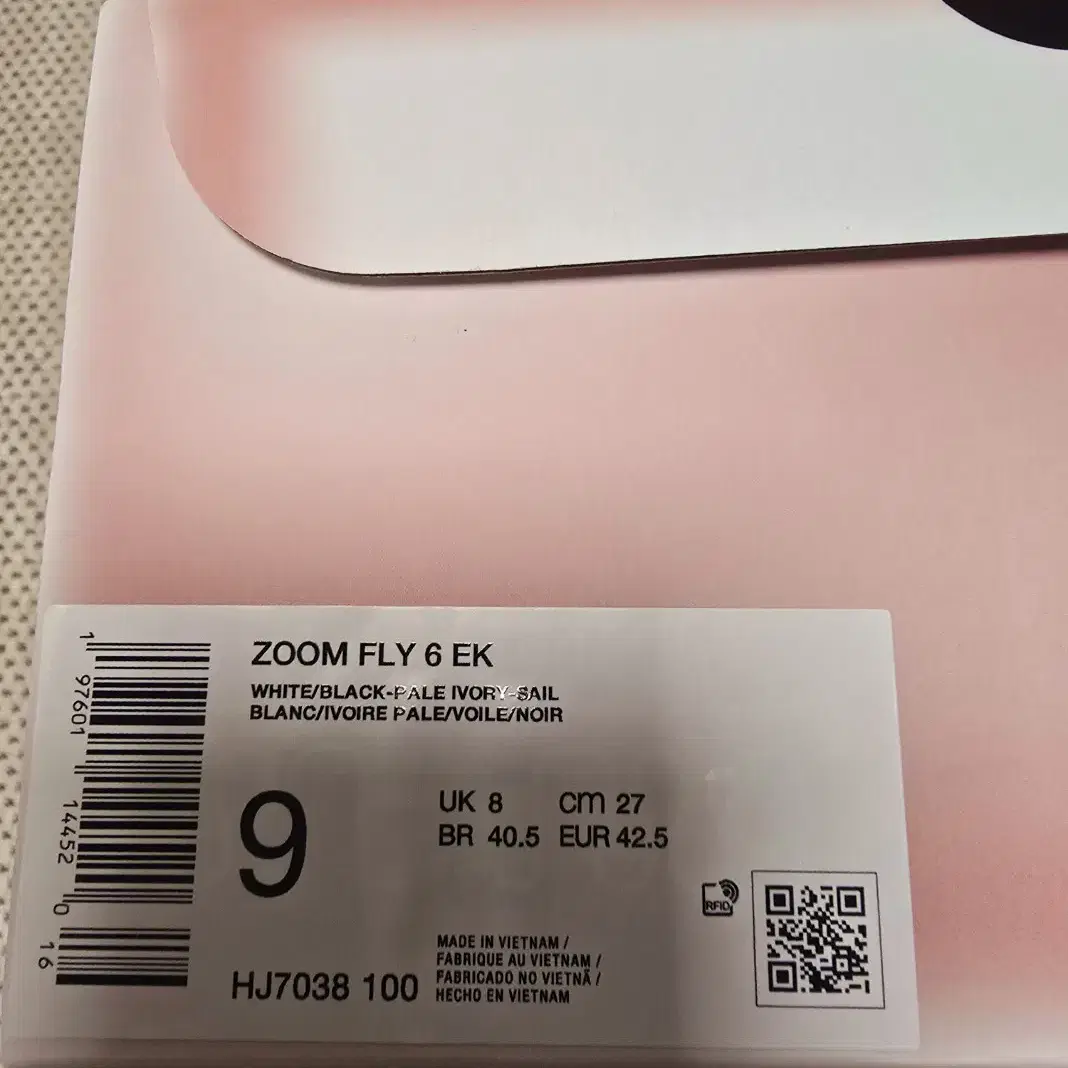 ZOOM FLY 6 EK
WHITE/BLACK-PALE IVORY-SAIL
BLANC/IVOIRE PALE/VOILE/NOIR
9
UK 8 cm 27
BR 40.5 EUR 42.5
RFID
MADE IN VIETNAM /
FABRIQUE AU VIETNAM /
FABRICADO NO VIETNÃ /
HECHO EN VIETNAM
HJ7038 100
1 97601 14452 0 16